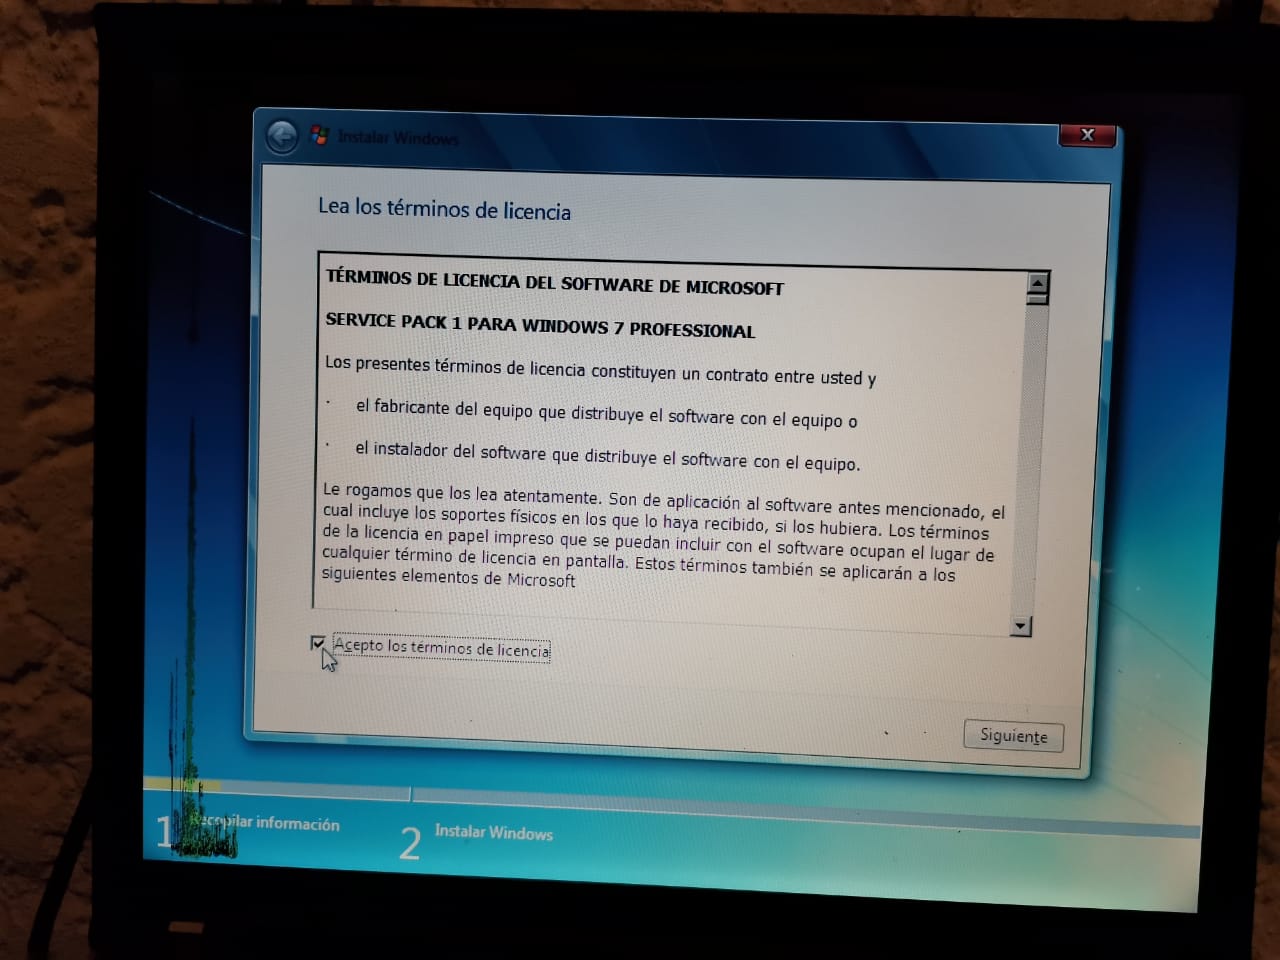 Instalar Windows
X
Lea los términos de licencia
TÉRMINOS DE LICENCIA DEL SOFTWARE DE MICROSOFT
SERVICE PACK 1 PARA WINDOWS 7 PROFESSIONAL
Los presentes términos de licencia constituyen un contrato entre usted y
· el fabricante del equipo que distribuye el software con el equipo o
· el instalador del software que distribuye el software con el equipo.
Le rogamos que los lea atentamente. Son de aplicación al software antes mencionado, el
cual incluye los soportes físicos en los que lo haya recibido, si los hubiera. Los términos
de la licencia en papel impreso que se puedan incluir con el software ocupan el lugar de
cualquier término de licencia en pantalla. Estos términos también se aplicarán a los
siguientes elementos de Microsoft
Acepto los términos de licencia
Siguiente
1 Recopilar información
2 Instalar Windows